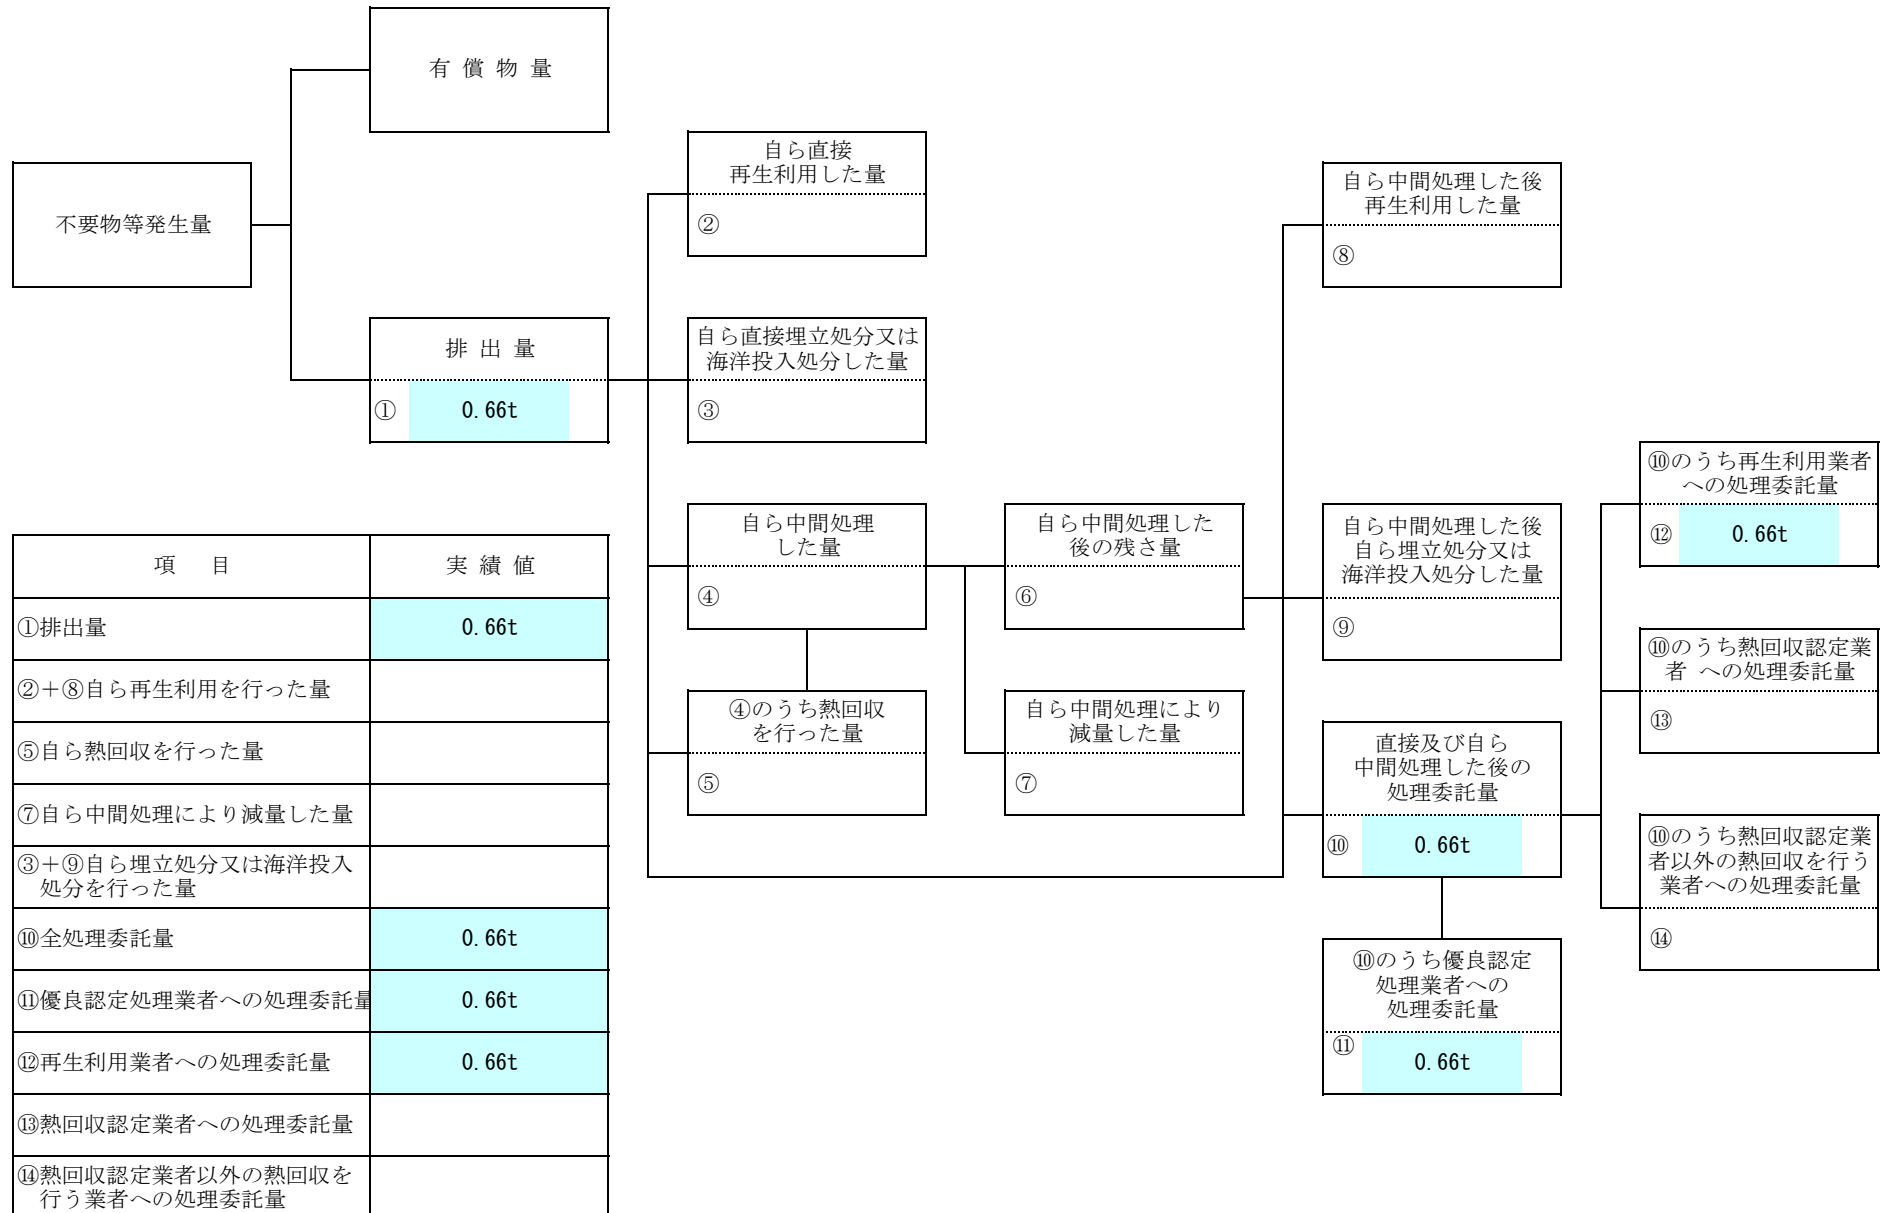 有 償 物 量
不要物等発生量
排 出 量
① 0.66t
自ら直接
再生利用した量
②
自ら直接埋立処分又は
海洋投入処分した量
③
自ら中間処理
した量
④
④のうち熱回収
を行った量
⑤
自ら中間処理した
後の残さ量
⑥
自ら中間処理により
減量した量
⑦
自ら中間処理した後
再生利用した量
⑧
自ら中間処理した後
自ら埋立処分又は
海洋投入処分した量
⑨
直接及び自ら
中間処理した後の
処理委託量
⑩ 0.66t
⑩のうち優良認定
処理業者への
処理委託量
⑪ 0.66t
⑩のうち再生利用業者
への処理委託量
⑫ 0.66t
⑩のうち熱回収認定業
者 への処理委託量
⑬
⑩のうち熱回収認定業
者以外の熱回収を行う
業者への処理委託量
⑭
項 目 実 績 値
①排出量 0.66t
②＋⑧自ら再生利用を行った量
⑤自ら熱回収を行った量
⑦自ら中間処理により減量した量
③＋⑨自ら埋立処分又は海洋投入
処分を行った量
⑩全処理委託量 0.66t
⑪優良認定処理業者への処理委託量 0.66t
⑫再生利用業者への処理委託量 0.66t
⑬熱回収認定業者への処理委託量
⑭熱回収認定業者以外の熱回収を
行う業者への処理委託量